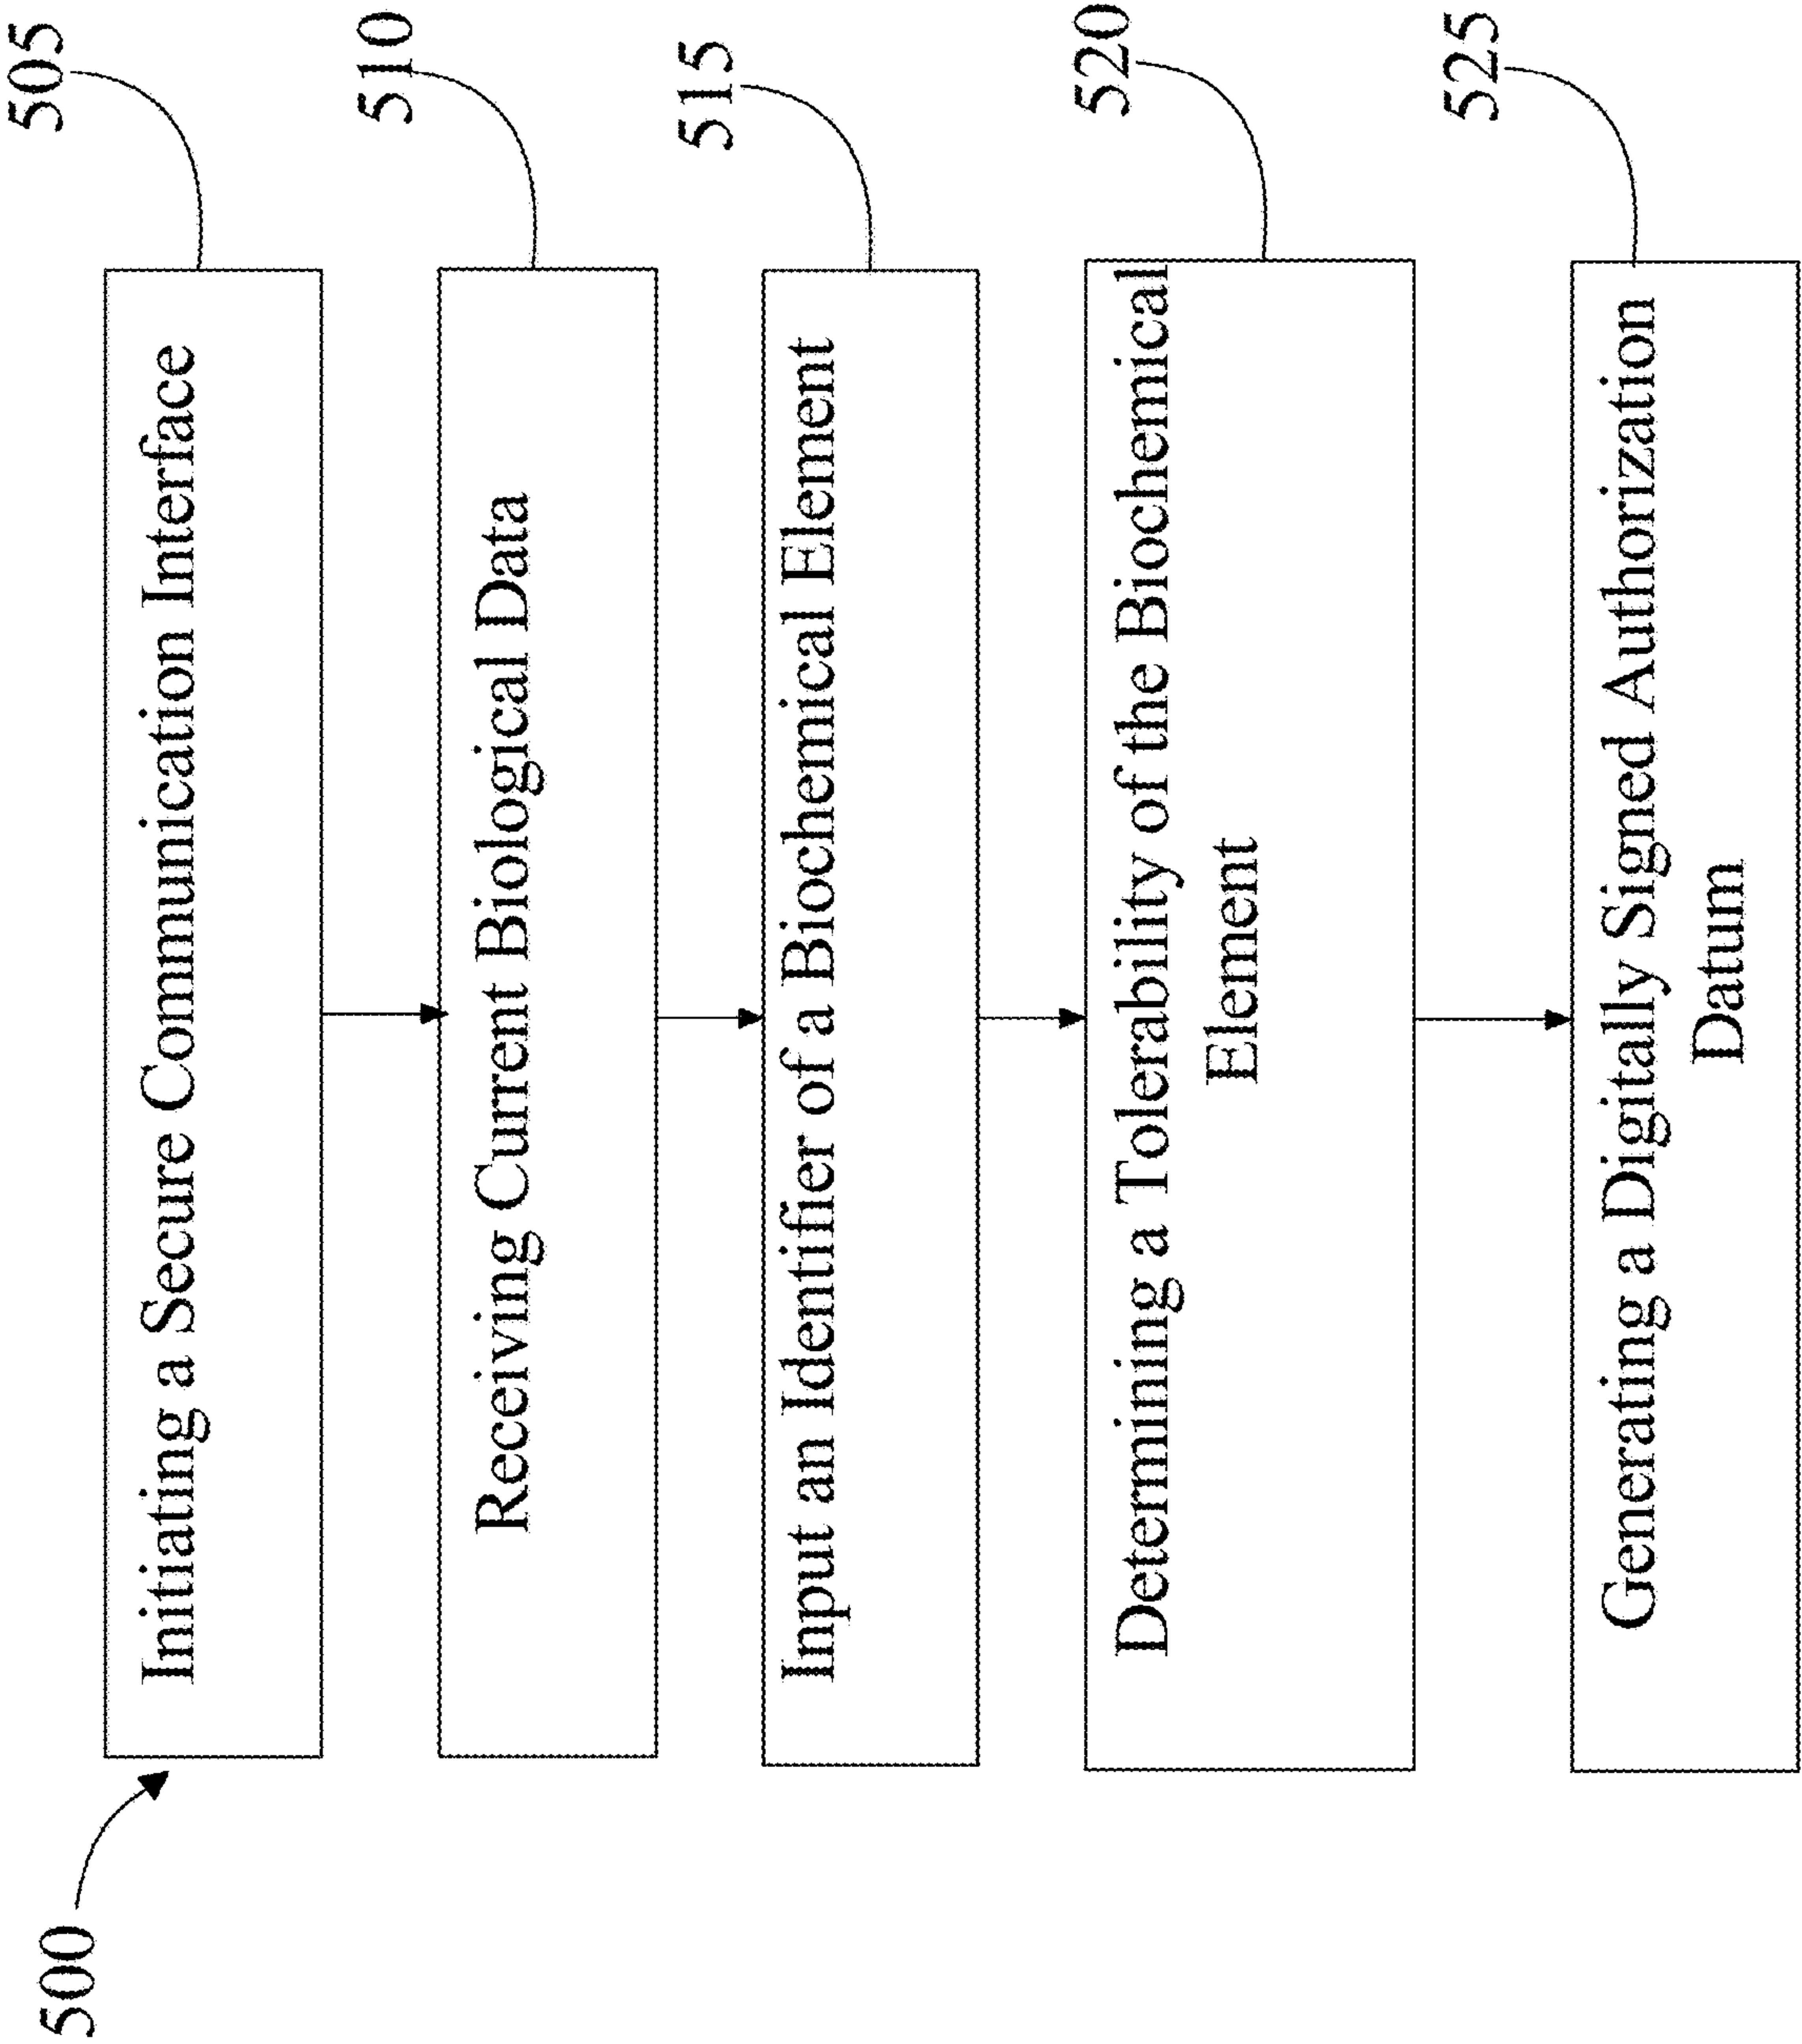 500
Initiating a Secure Communication Interface
505
Receiving Current Biological Data
510
Input an Identifier of a Biochemical Element
515
Determining a Tolerability of the Biochemical
Element
520
Generating a Digitally Signed Authorization
Datum
525